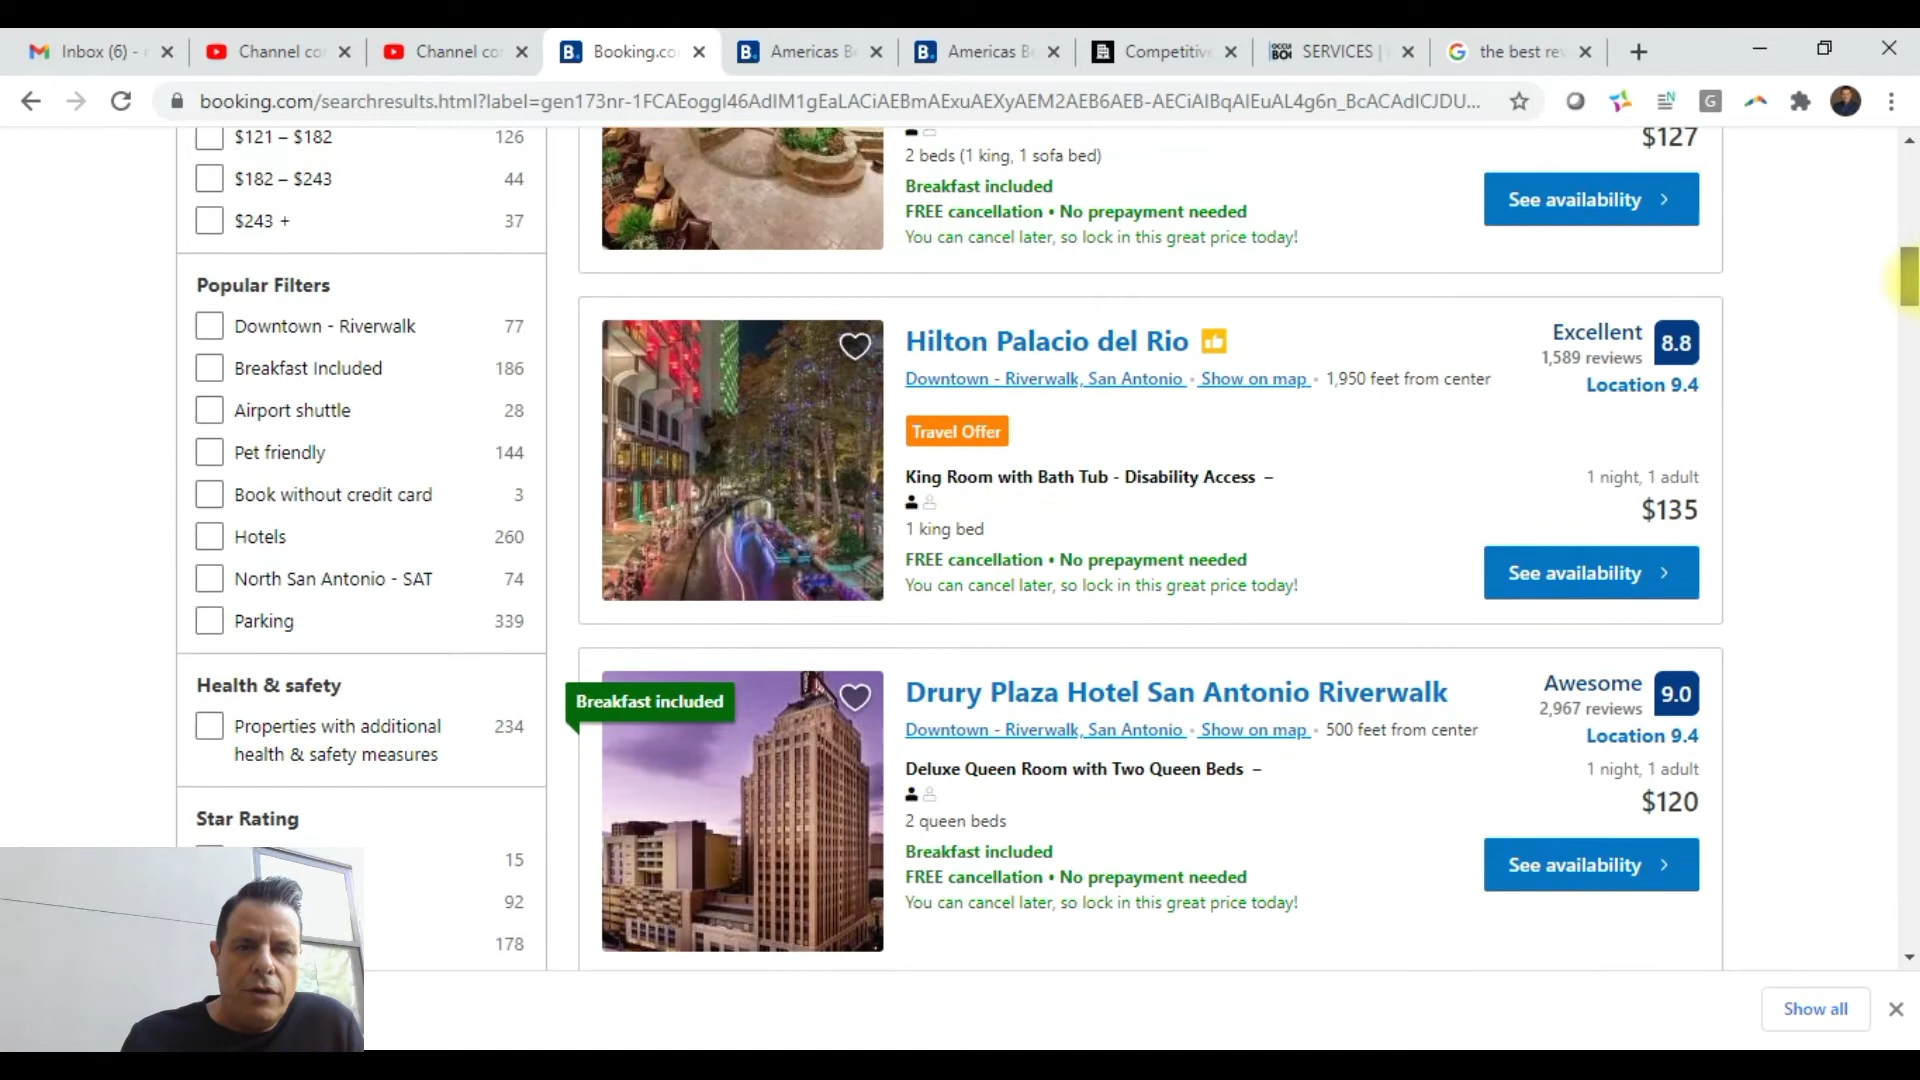 Inbox (6) -
Channel co
Channel co
Booking.co
Americas B
Americas B
Competitive
SERVICES |
the best re
booking.com/searchresults.html?label=gen173nr-1FCAEoggI46AdIM1gEaLACiAEBmAExuAEXyAEM2AEB6AEB-AECiAIBqAIEuAL4g6n_BcACAdICJDU...
$121 – $182 126
$182 – $243 44
$243 + 37
Popular Filters
Downtown - Riverwalk 77
Breakfast Included 186
Airport shuttle 28
Pet friendly 144
Book without credit card 3
Hotels 260
North San Antonio - SAT 74
Parking 339
Health & safety
Properties with additional 234
health & safety measures
Star Rating
15
92
178
$127
2 beds (1 king, 1 sofa bed)
Breakfast included
FREE cancellation • No prepayment needed
You can cancel later, so lock in this great price today!
See availability
Hilton Palacio del Rio
Excellent 8.8
1,589 reviews
Location 9.4
Downtown - Riverwalk, San Antonio • Show on map • 1,950 feet from center
Travel Offer
King Room with Bath Tub - Disability Access –
1 night, 1 adult
$135
1 king bed
FREE cancellation • No prepayment needed
You can cancel later, so lock in this great price today!
See availability
Breakfast included
Drury Plaza Hotel San Antonio Riverwalk
Awesome 9.0
2,967 reviews
Location 9.4
Downtown - Riverwalk, San Antonio • Show on map • 500 feet from center
Deluxe Queen Room with Two Queen Beds –
1 night, 1 adult
$120
2 queen beds
Breakfast included
FREE cancellation • No prepayment needed
You can cancel later, so lock in this great price today!
See availability
Show all